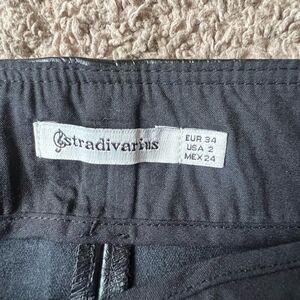 stradivarius
EUR 34
USA 2
MEX 24